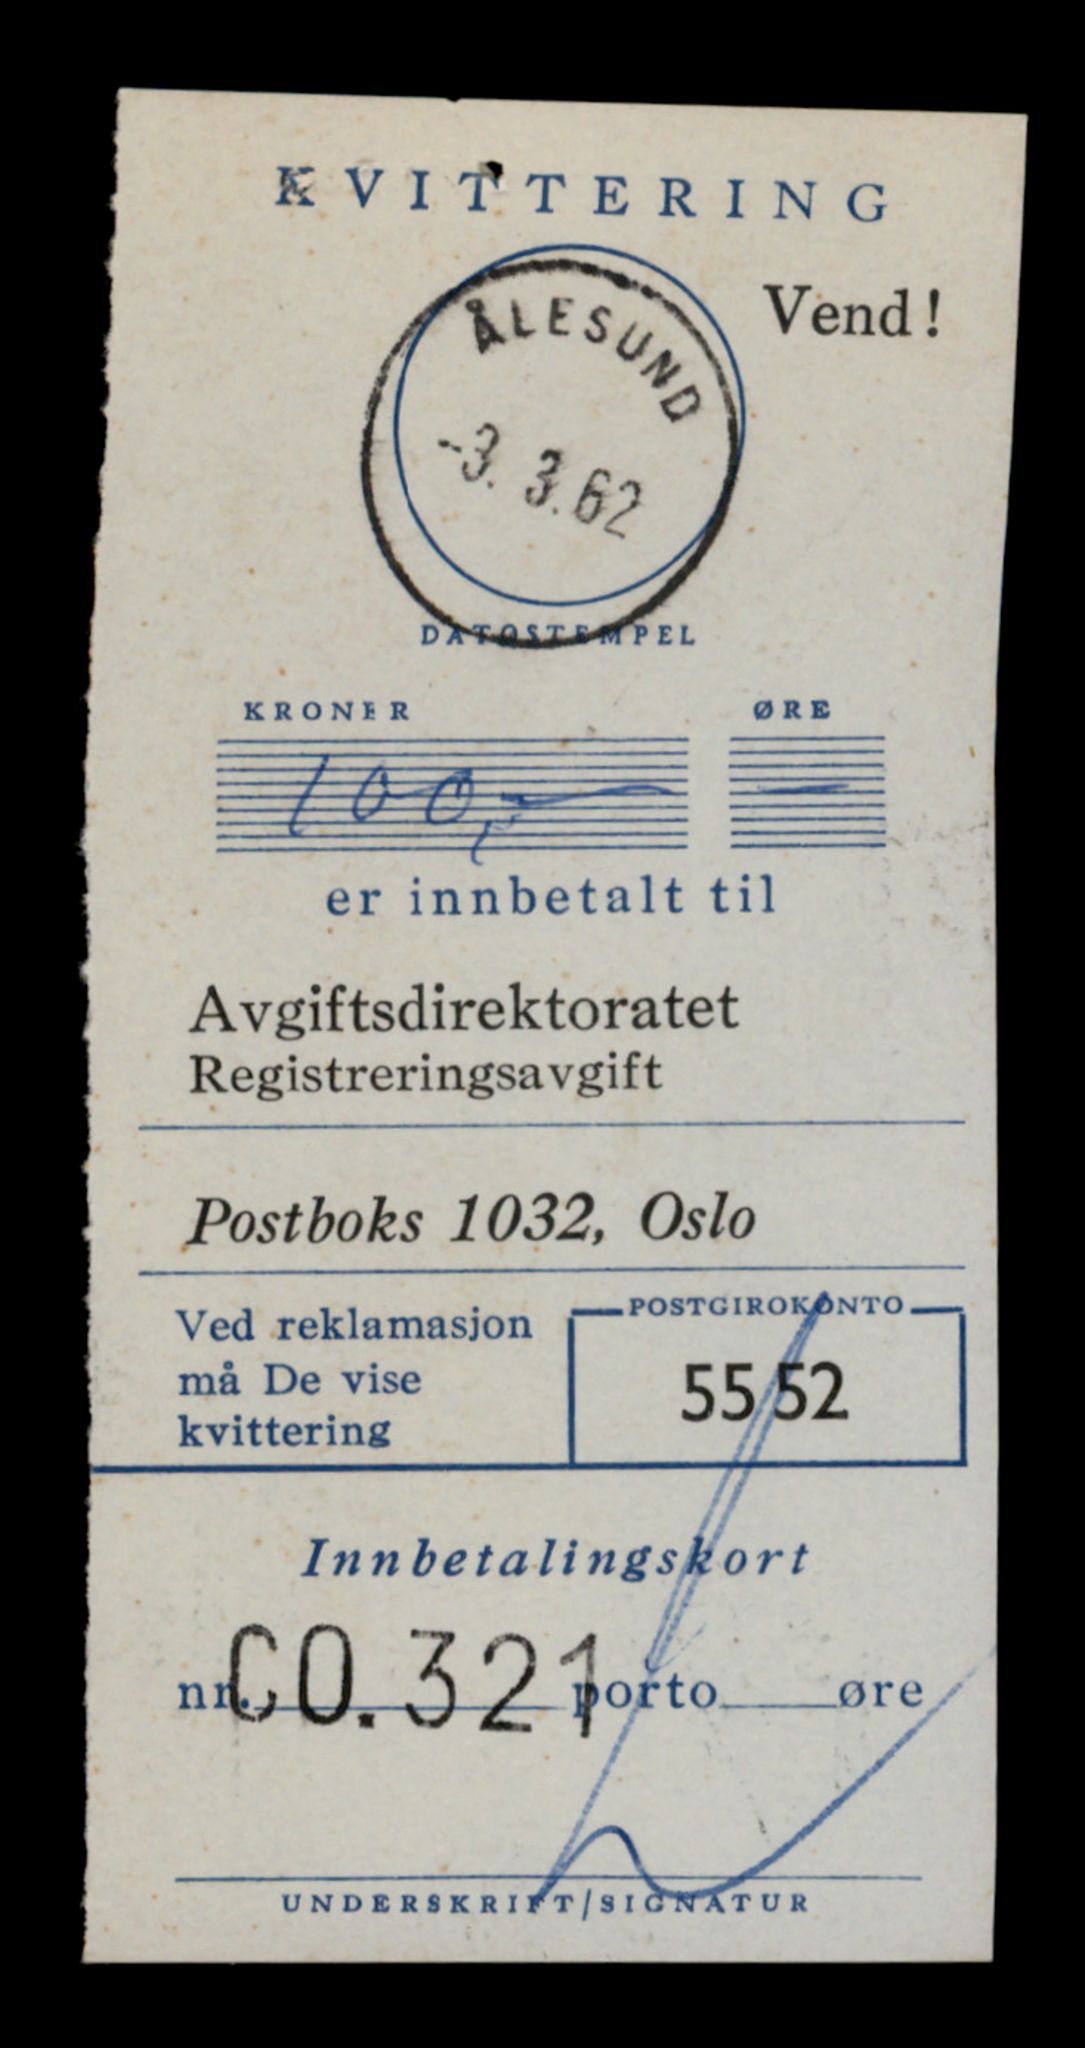 KVITTERING
Vend!
ÅLESUND
-3. 3.62
DATOSTEMPEL
KRONER ØRE
100,- —
er innbetalt til
Avgiftsdirektoratet
Registreringsavgift
Postboks 1032, Oslo
Ved reklamasjon
må De vise
kvittering
POSTGIROKONTO
5552
Innbetalingskort
nr. CO.321 porto øre
UNDERSKRIFT/SIGNATUR